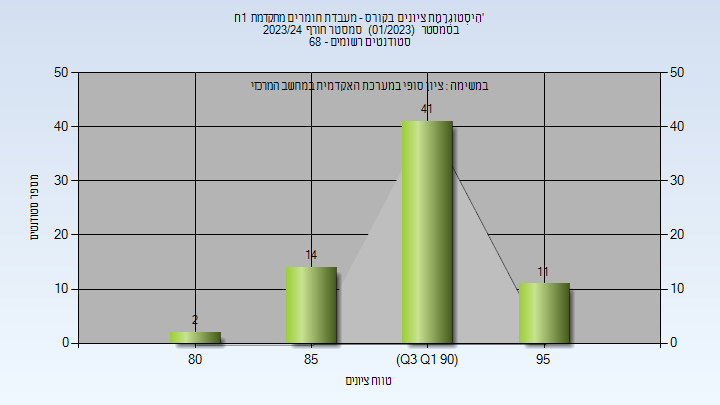 הִיסְטוֹגְרָמַת ציונים בקורס - מעבדת חומרים מתקדמת 1ח'
בסמסטר (01/2023) סמסטר חורף 2023/24
סטודנטים רשומים - 68
במשימה : ציון סופי במערכת האקדמית במחשב המרכזי
50 50
40 40
30 30
20 20
10 10
0 0
41
14
11
2
80 85 (Q3 Q1 90) 95
מספר סטודנטים
טווח ציונים